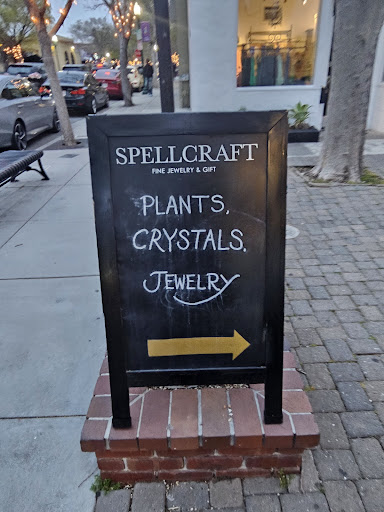 SPELLCRAFT
FINE JEWELRY & GIFT
PLANTS,
CRYSTALS,
JEWELRY